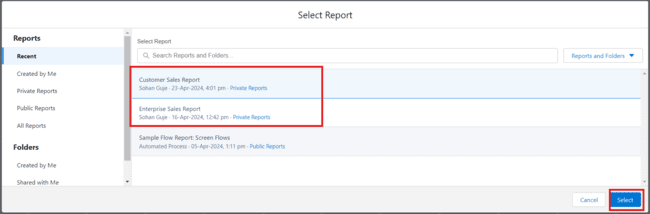 Select Report
Reports
Recent
Created by Me
Private Reports
Public Reports
All Reports
Folders
Created by Me
Shared with Me
Select Report
Search Reports and Folders...
Reports and Folders
Customer Sales Report
Sohan Guje · 23-Apr-2024, 4:01 pm · Private Reports
Enterprise Sales Report
Sohan Guje · 16-Apr-2024, 12:42 pm · Private Reports
Sample Flow Report: Screen Flows
Automated Process · 05-Apr-2024, 1:11 pm · Public Reports
Cancel
Select